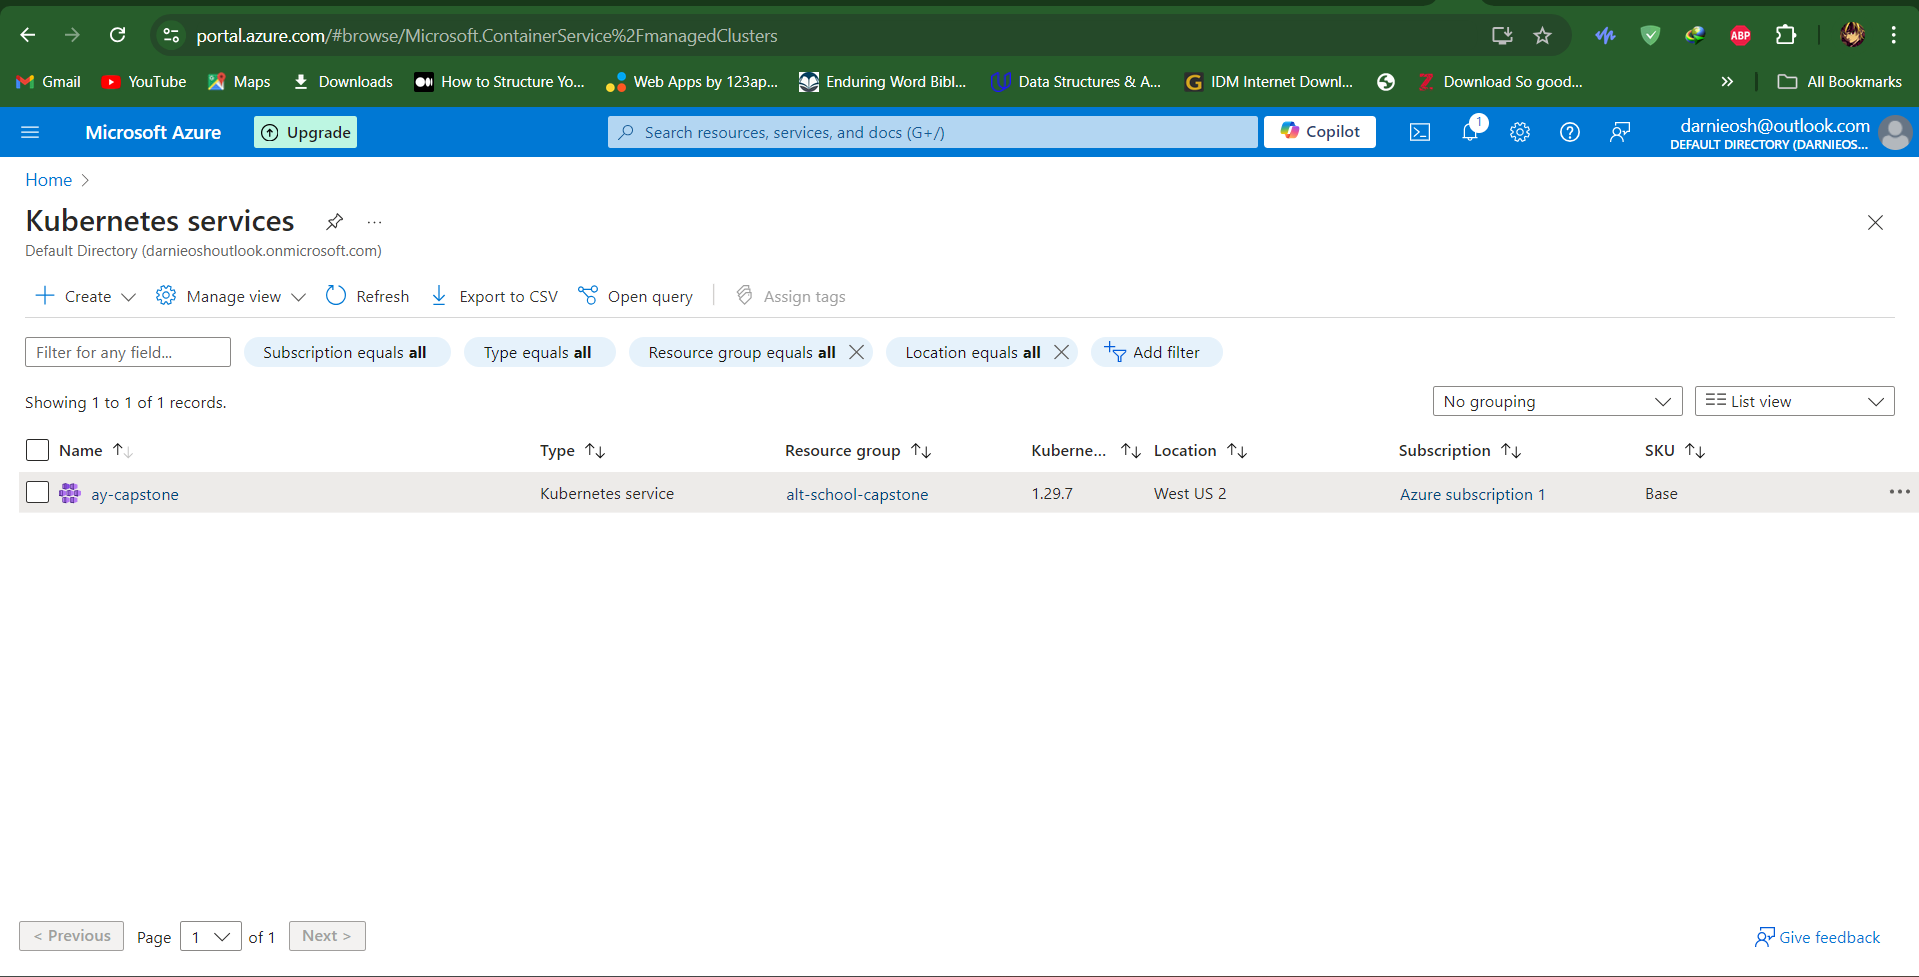 portal.azure.com/#browse/Microsoft.ContainerService%2FmanagedClusters
ABP
Gmail YouTube Maps Downloads How to Structure Yo... Web Apps by 123ap... Enduring Word Bibl... Data Structures & A... IDM Internet Downl... Download So good... » All Bookmarks
Microsoft Azure Upgrade Search resources, services, and docs (G+/) Copilot 1 darnieosh@outlook.com
DEFAULT DIRECTORY (DARNIEOS...
Home >
Kubernetes services ...
Default Directory (darnieoshoutlook.onmicrosoft.com)
Create Manage view Refresh Export to CSV Open query Assign tags
Filter for any field... Subscription equals all Type equals all Resource group equals all Location equals all Add filter
Showing 1 to 1 of 1 records. No grouping List view
Name Type Resource group Kuberne... Location Subscription SKU
ay-capstone Kubernetes service alt-school-capstone 1.29.7 West US 2 Azure subscription 1 Base ...
< Previous Page 1 of 1 Next > Give feedback